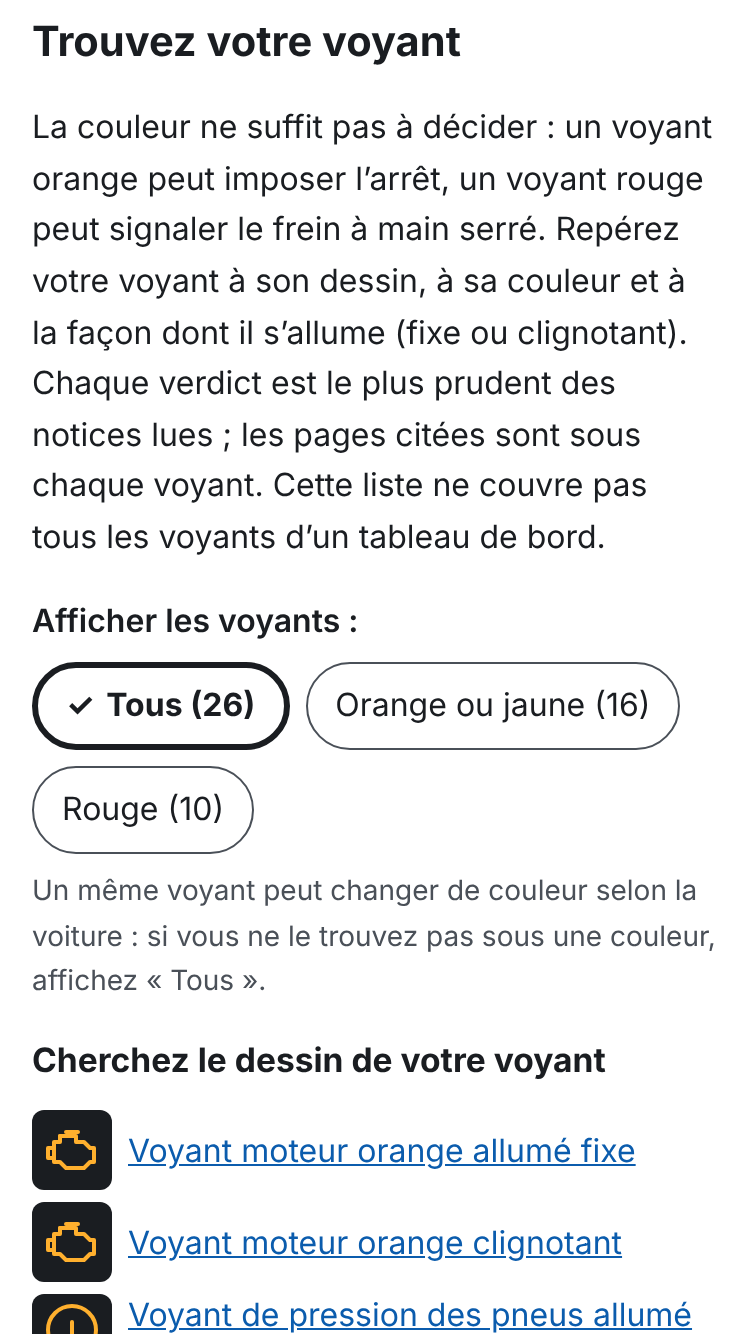 Trouvez votre voyant
La couleur ne suffit pas à décider : un voyant
orange peut imposer l’arrêt, un voyant rouge
peut signaler le frein à main serré. Repérez
votre voyant à son dessin, à sa couleur et à
la façon dont il s’allume (fixe ou clignotant).
Chaque verdict est le plus prudent des
notices lues ; les pages citées sont sous
chaque voyant. Cette liste ne couvre pas
tous les voyants d’un tableau de bord.
Afficher les voyants :
✓ Tous (26)
Orange ou jaune (16)
Rouge (10)
Un même voyant peut changer de couleur selon la
voiture : si vous ne le trouvez pas sous une couleur,
affichez « Tous ».
Cherchez le dessin de votre voyant
Voyant moteur orange allumé fixe
Voyant moteur orange clignotant
Voyant de pression des pneus allumé